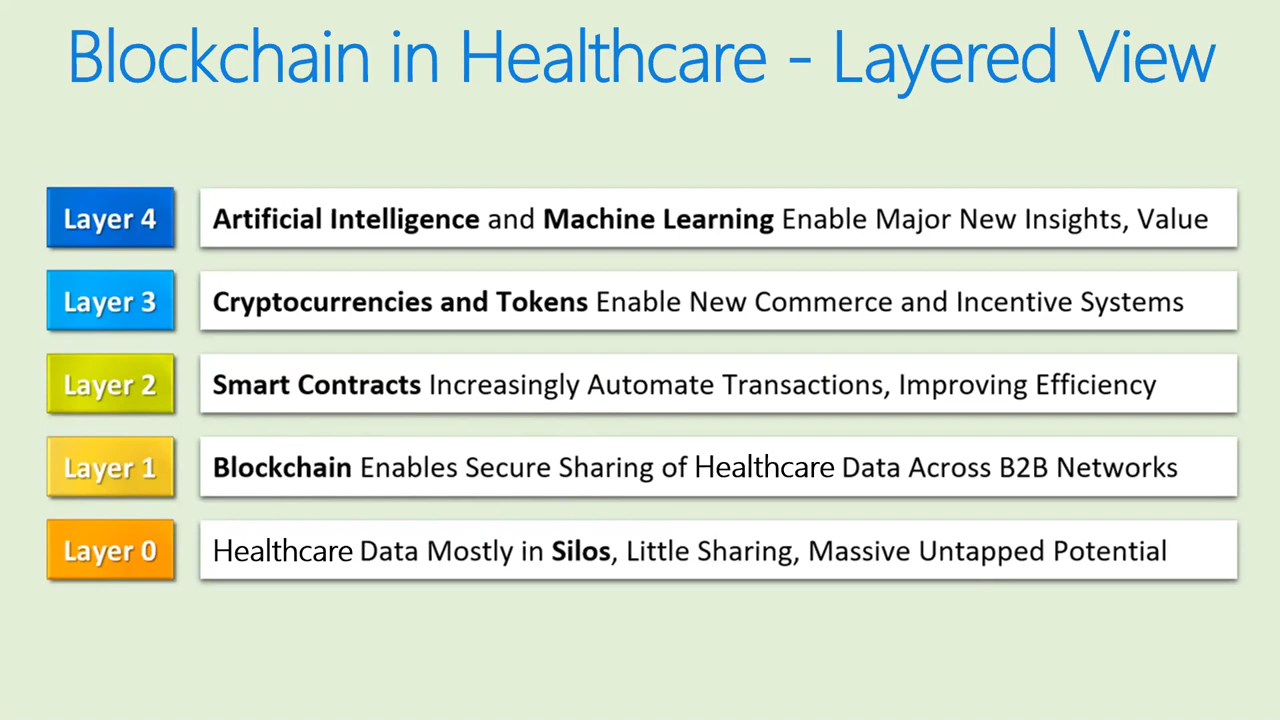 Blockchain in Healthcare - Layered View
Layer 4
Artificial Intelligence and Machine Learning Enable Major New Insights, Value
Layer 3
Cryptocurrencies and Tokens Enable New Commerce and Incentive Systems
Layer 2
Smart Contracts Increasingly Automate Transactions, Improving Efficiency
Layer 1
Blockchain Enables Secure Sharing of Healthcare Data Across B2B Networks
Layer 0
Healthcare Data Mostly in Silos, Little Sharing, Massive Untapped Potential